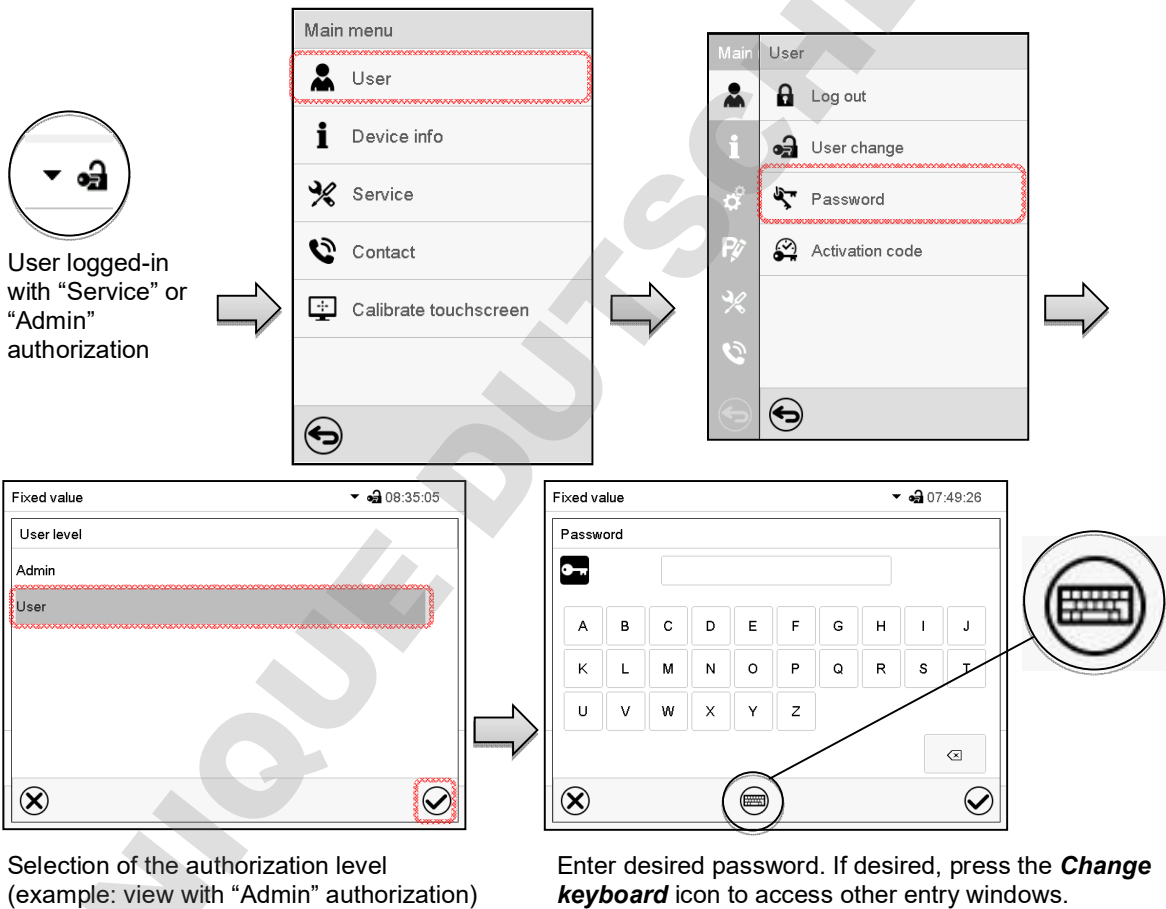 Main menu
User
Device info
Service
Contact
Calibrate touchscreen
User logged-in
with “Service” or
“Admin”
authorization
Main
User
Log out
User change
Password
Activation code
Fixed value
08:35:05
User level
Admin
User
Selection of the authorization level
(example: view with “Admin” authorization)
Fixed value
07:49:26
Password
A B C D E F G H I J
K L M N O P Q R S T
U V W X Y Z
Enter desired password. If desired, press the Change
keyboard icon to access other entry windows.
NIQUE DUTSCHE